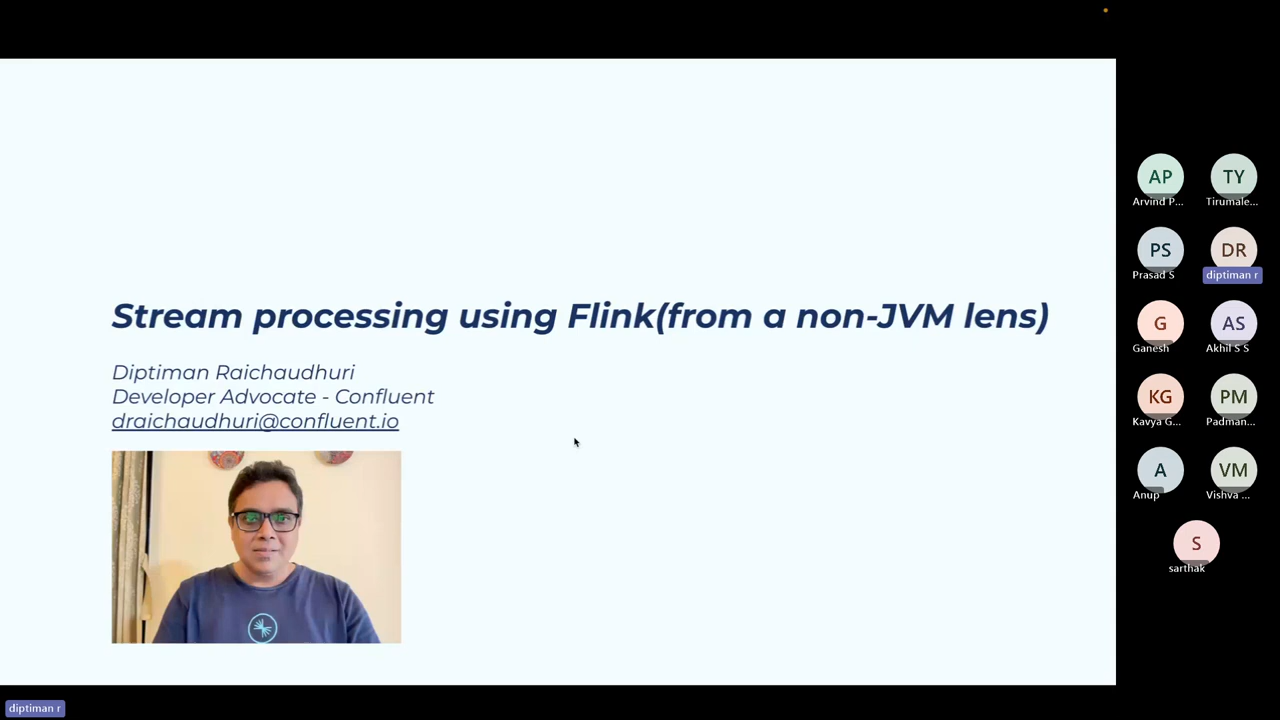 Stream processing using Flink(from a non-JVM lens)
Diptiman Raichaudhuri
Developer Advocate - Confluent
draichaudhuri@confluent.io
AP
Arvind P...
TY
Tirumale...
PS
Prasad S
DR
diptiman r
G
Ganesh
AS
Akhil S S
KG
Kavya G...
PM
Padman...
A
Anup
VM
Vishva ...
S
sarthak
diptiman r